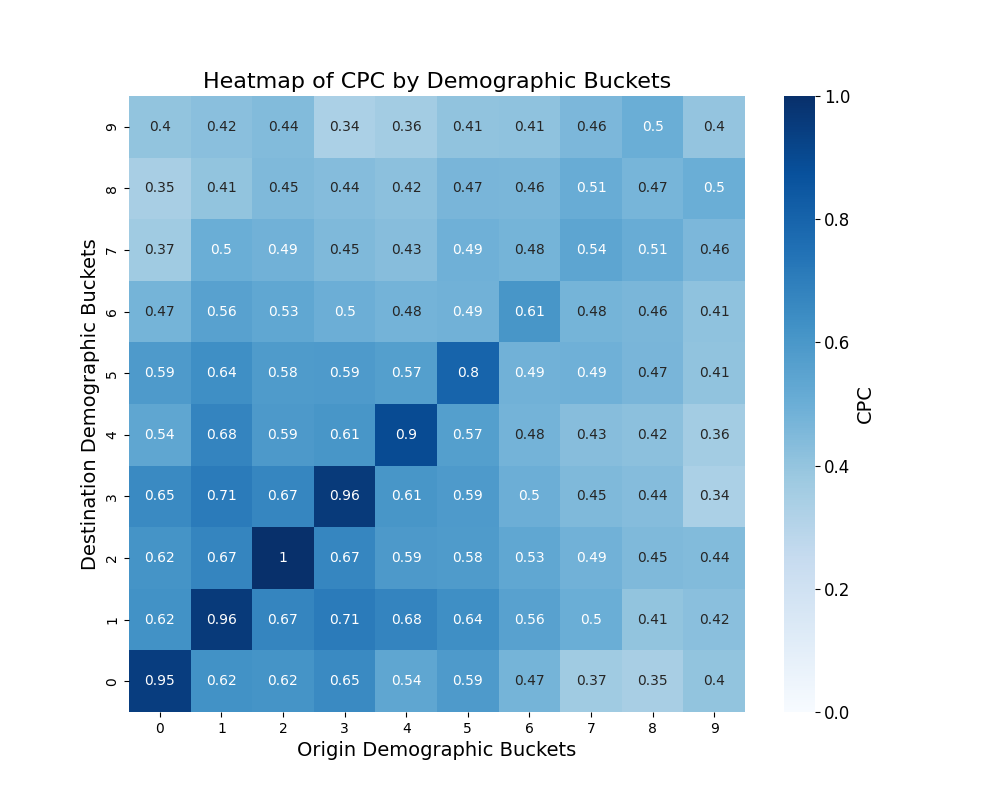 Heatmap of CPC by Demographic Buckets
9 0.4 0.42 0.44 0.34 0.36 0.41 0.41 0.46 0.5 0.4
8 0.35 0.41 0.45 0.44 0.42 0.47 0.46 0.51 0.47 0.5
7 0.37 0.5 0.49 0.45 0.43 0.49 0.48 0.54 0.51 0.46
6 0.47 0.56 0.53 0.5 0.48 0.49 0.61 0.48 0.46 0.41
5 0.59 0.64 0.58 0.59 0.57 0.8 0.49 0.49 0.47 0.41
4 0.54 0.68 0.59 0.61 0.9 0.57 0.48 0.43 0.42 0.36
3 0.65 0.71 0.67 0.96 0.61 0.59 0.5 0.45 0.44 0.34
2 0.62 0.67 1 0.67 0.59 0.58 0.53 0.49 0.45 0.44
1 0.62 0.96 0.67 0.71 0.68 0.64 0.56 0.5 0.41 0.42
0 0.95 0.62 0.62 0.65 0.54 0.59 0.47 0.37 0.35 0.4
0 1 2 3 4 5 6 7 8 9
Origin Demographic Buckets
Destination Demographic Buckets
1.0
0.8
0.6
0.4
0.2
0.0
CPC